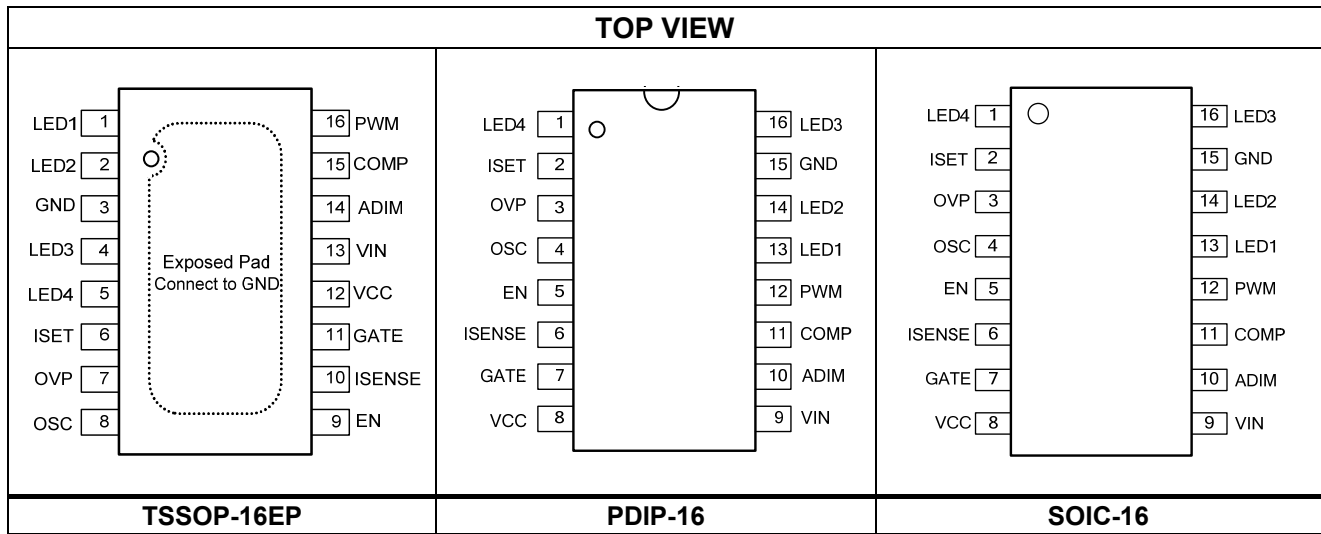 TOP VIEW
LED1 1
LED2 2
GND 3
LED3 4
LED4 5
ISET 6
OVP 7
OSC 8
16 PWM
15 COMP
14 ADIM
13 VIN
12 VCC
11 GATE
10 ISENSE
9 EN
Exposed Pad
Connect to GND
LED4 1
ISET 2
OVP 3
OSC 4
EN 5
ISENSE 6
GATE 7
VCC 8
16 LED3
15 GND
14 LED2
13 LED1
12 PWM
11 COMP
10 ADIM
9 VIN
LED4 1
ISET 2
OVP 3
OSC 4
EN 5
ISENSE 6
GATE 7
VCC 8
16 LED3
15 GND
14 LED2
13 LED1
12 PWM
11 COMP
10 ADIM
9 VIN
TSSOP-16EP
PDIP-16
SOIC-16